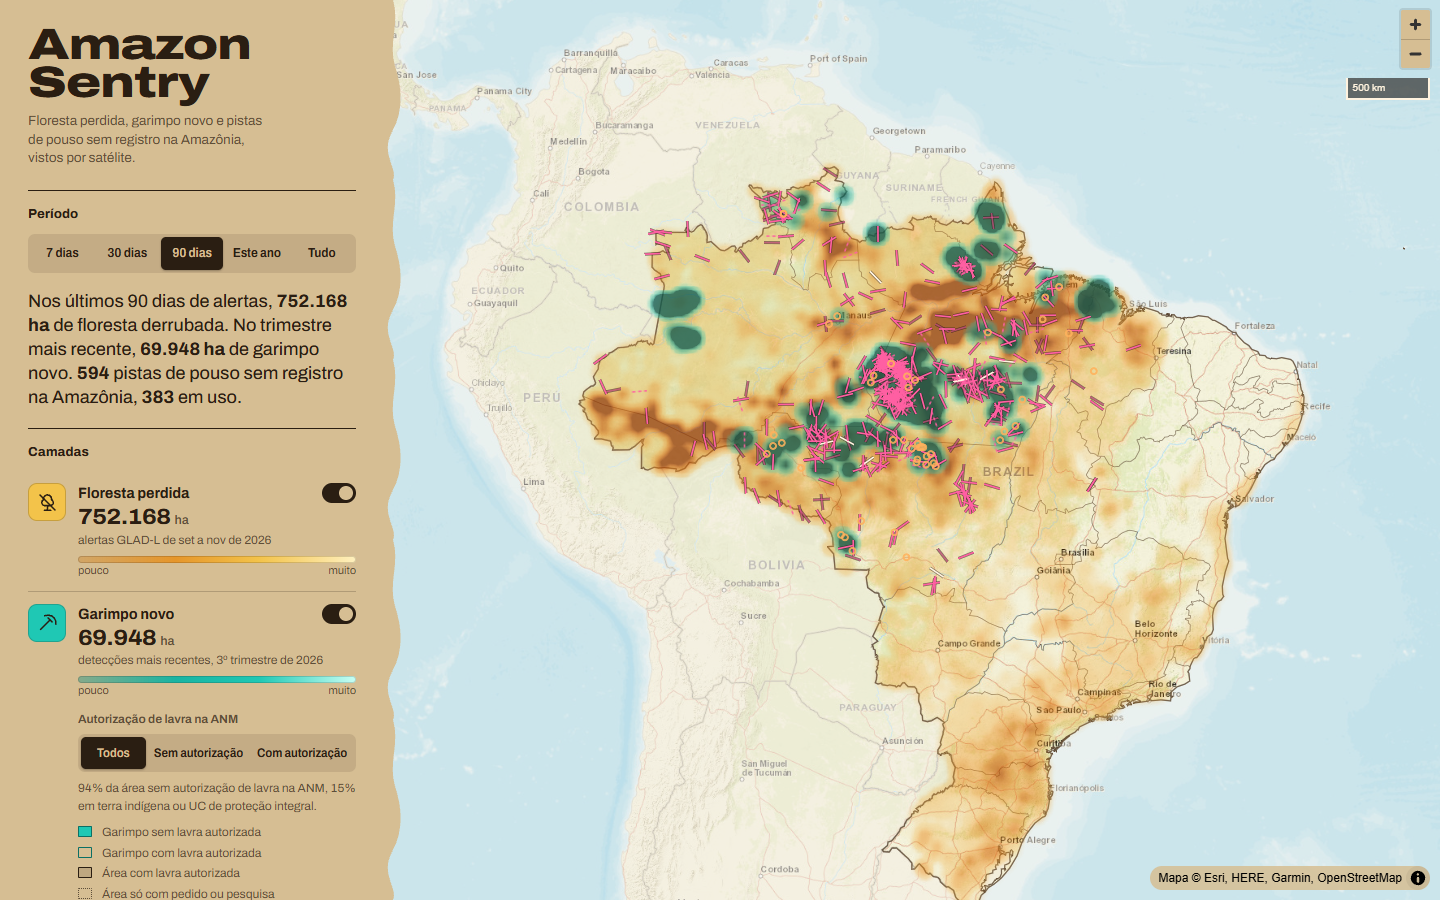 Amazon
Sentry
Floresta perdida, garimpo novo e pistas
de pouso sem registro na Amazônia,
vistos por satélite.
Período
7 dias
30 dias
90 dias
Este ano
Tudo
Nos últimos 90 dias de alertas, 752.168
ha de floresta derrubada. No trimestre
mais recente, 69.948 ha de garimpo
novo. 594 pistas de pouso sem registro
na Amazônia, 383 em uso.
Camadas
Floresta perdida
752.168 ha
alertas GLAD-L de set a nov de 2026
pouco
muito
Garimpo novo
69.948 ha
detecções mais recentes, 3º trimestre de 2026
pouco
muito
Autorização de lavra na ANM
Todos
Sem autorização
Com autorização
94% da área sem autorização de lavra na ANM, 15%
em terra indígena ou UC de proteção integral.
Garimpo sem lavra autorizada
Garimpo com lavra autorizada
Área com lavra autorizada
Área só com pedido ou pesquisa
San Jose
Panama City
PANAMA
Barranquilla
Cartagena
Maracaibo
Caracas
Valencia
Port of Spain
Bucaramanga
VENEZUELA
Medellin
Georgetown
Paramaribo
Cayenne
Bogota
Cali
COLOMBIA
GUYANA
SURINAME
FRENCH
Quito
ECUADOR
Guayaquil
São Luis
Fortaleza
Teresina
Natal
Recife
Maceió
Chiclayo
Trujillo
PERU
Lima
BRAZIL
Salvador
BOLIVIA
Brasilia
Goiânia
Cochabamba
Sucre
Belo
Horizonte
Vitória
Campo Grande
Campinas
Rio de
Janeiro
Sao Paulo
PARAGUAY
Asunción
Curitiba
San Miguel
de Tucumán
Florianópolis
Porto Alegre
Cordoba
+
−
500 km
Mapa © Esri, HERE, Garmin, OpenStreetMap